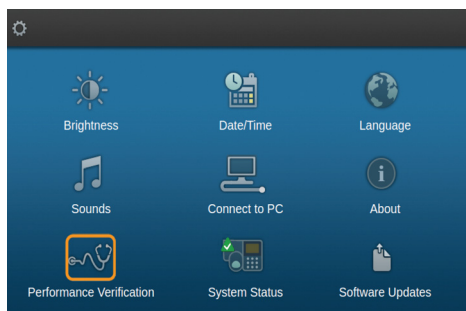 Brightness
Date/Time
Language
Sounds
Connect to PC
About
Performance Verification
System Status
Software Updates